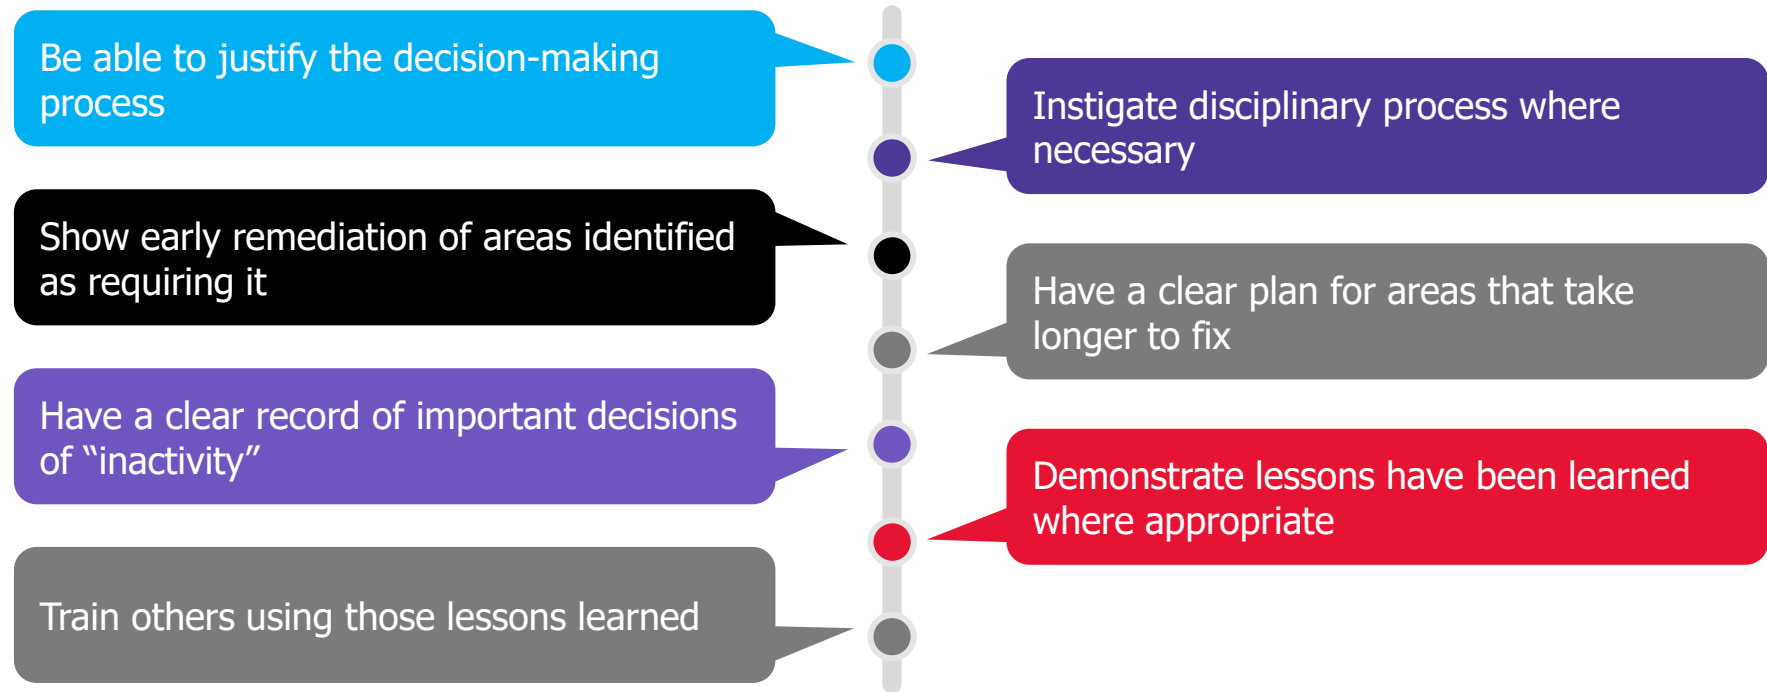 Be able to justify the decision-making
process
Instigate disciplinary process where
necessary
Show early remediation of areas identified
as requiring it
Have a clear plan for areas that take
longer to fix
Have a clear record of important decisions
of “inactivity”
Demonstrate lessons have been learned
where appropriate
Train others using those lessons learned